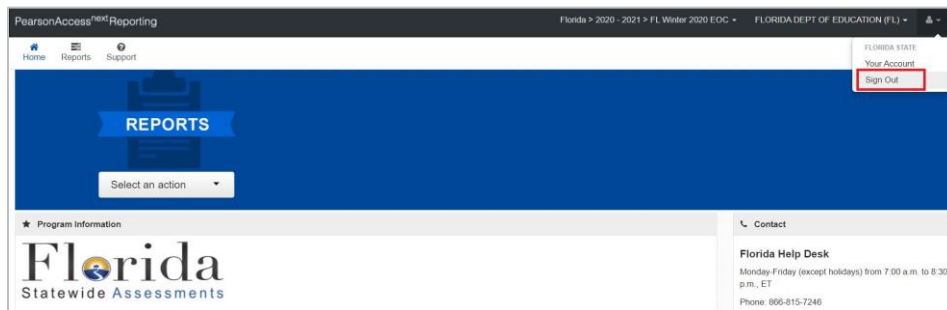 PearsonAccessnext Reporting
Florida > 2020 - 2021 > FL Winter 2020 EOC
FLORIDA DEPT OF EDUCATION (FL)
Home Reports Support
FLORIDA STATE
Your Account
Sign Out
REPORTS
Select an action
Program Information
Florida
Statewide Assessments
Contact
Florida Help Desk
Monday-Friday (except holidays) from 7:00 a.m. to 8:30
p.m., ET
Phone: 866-815-7246